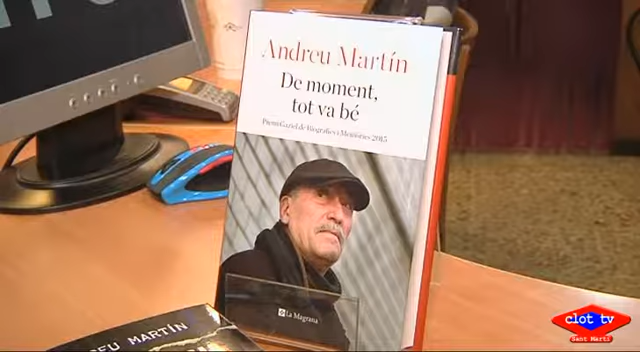 Andreu Martín
De moment,
tot va bé
Premi Gaziel de Biografies i Memòries 2015
La Magrana
ANDREU MARTÍN
clot tv
Sant Martí